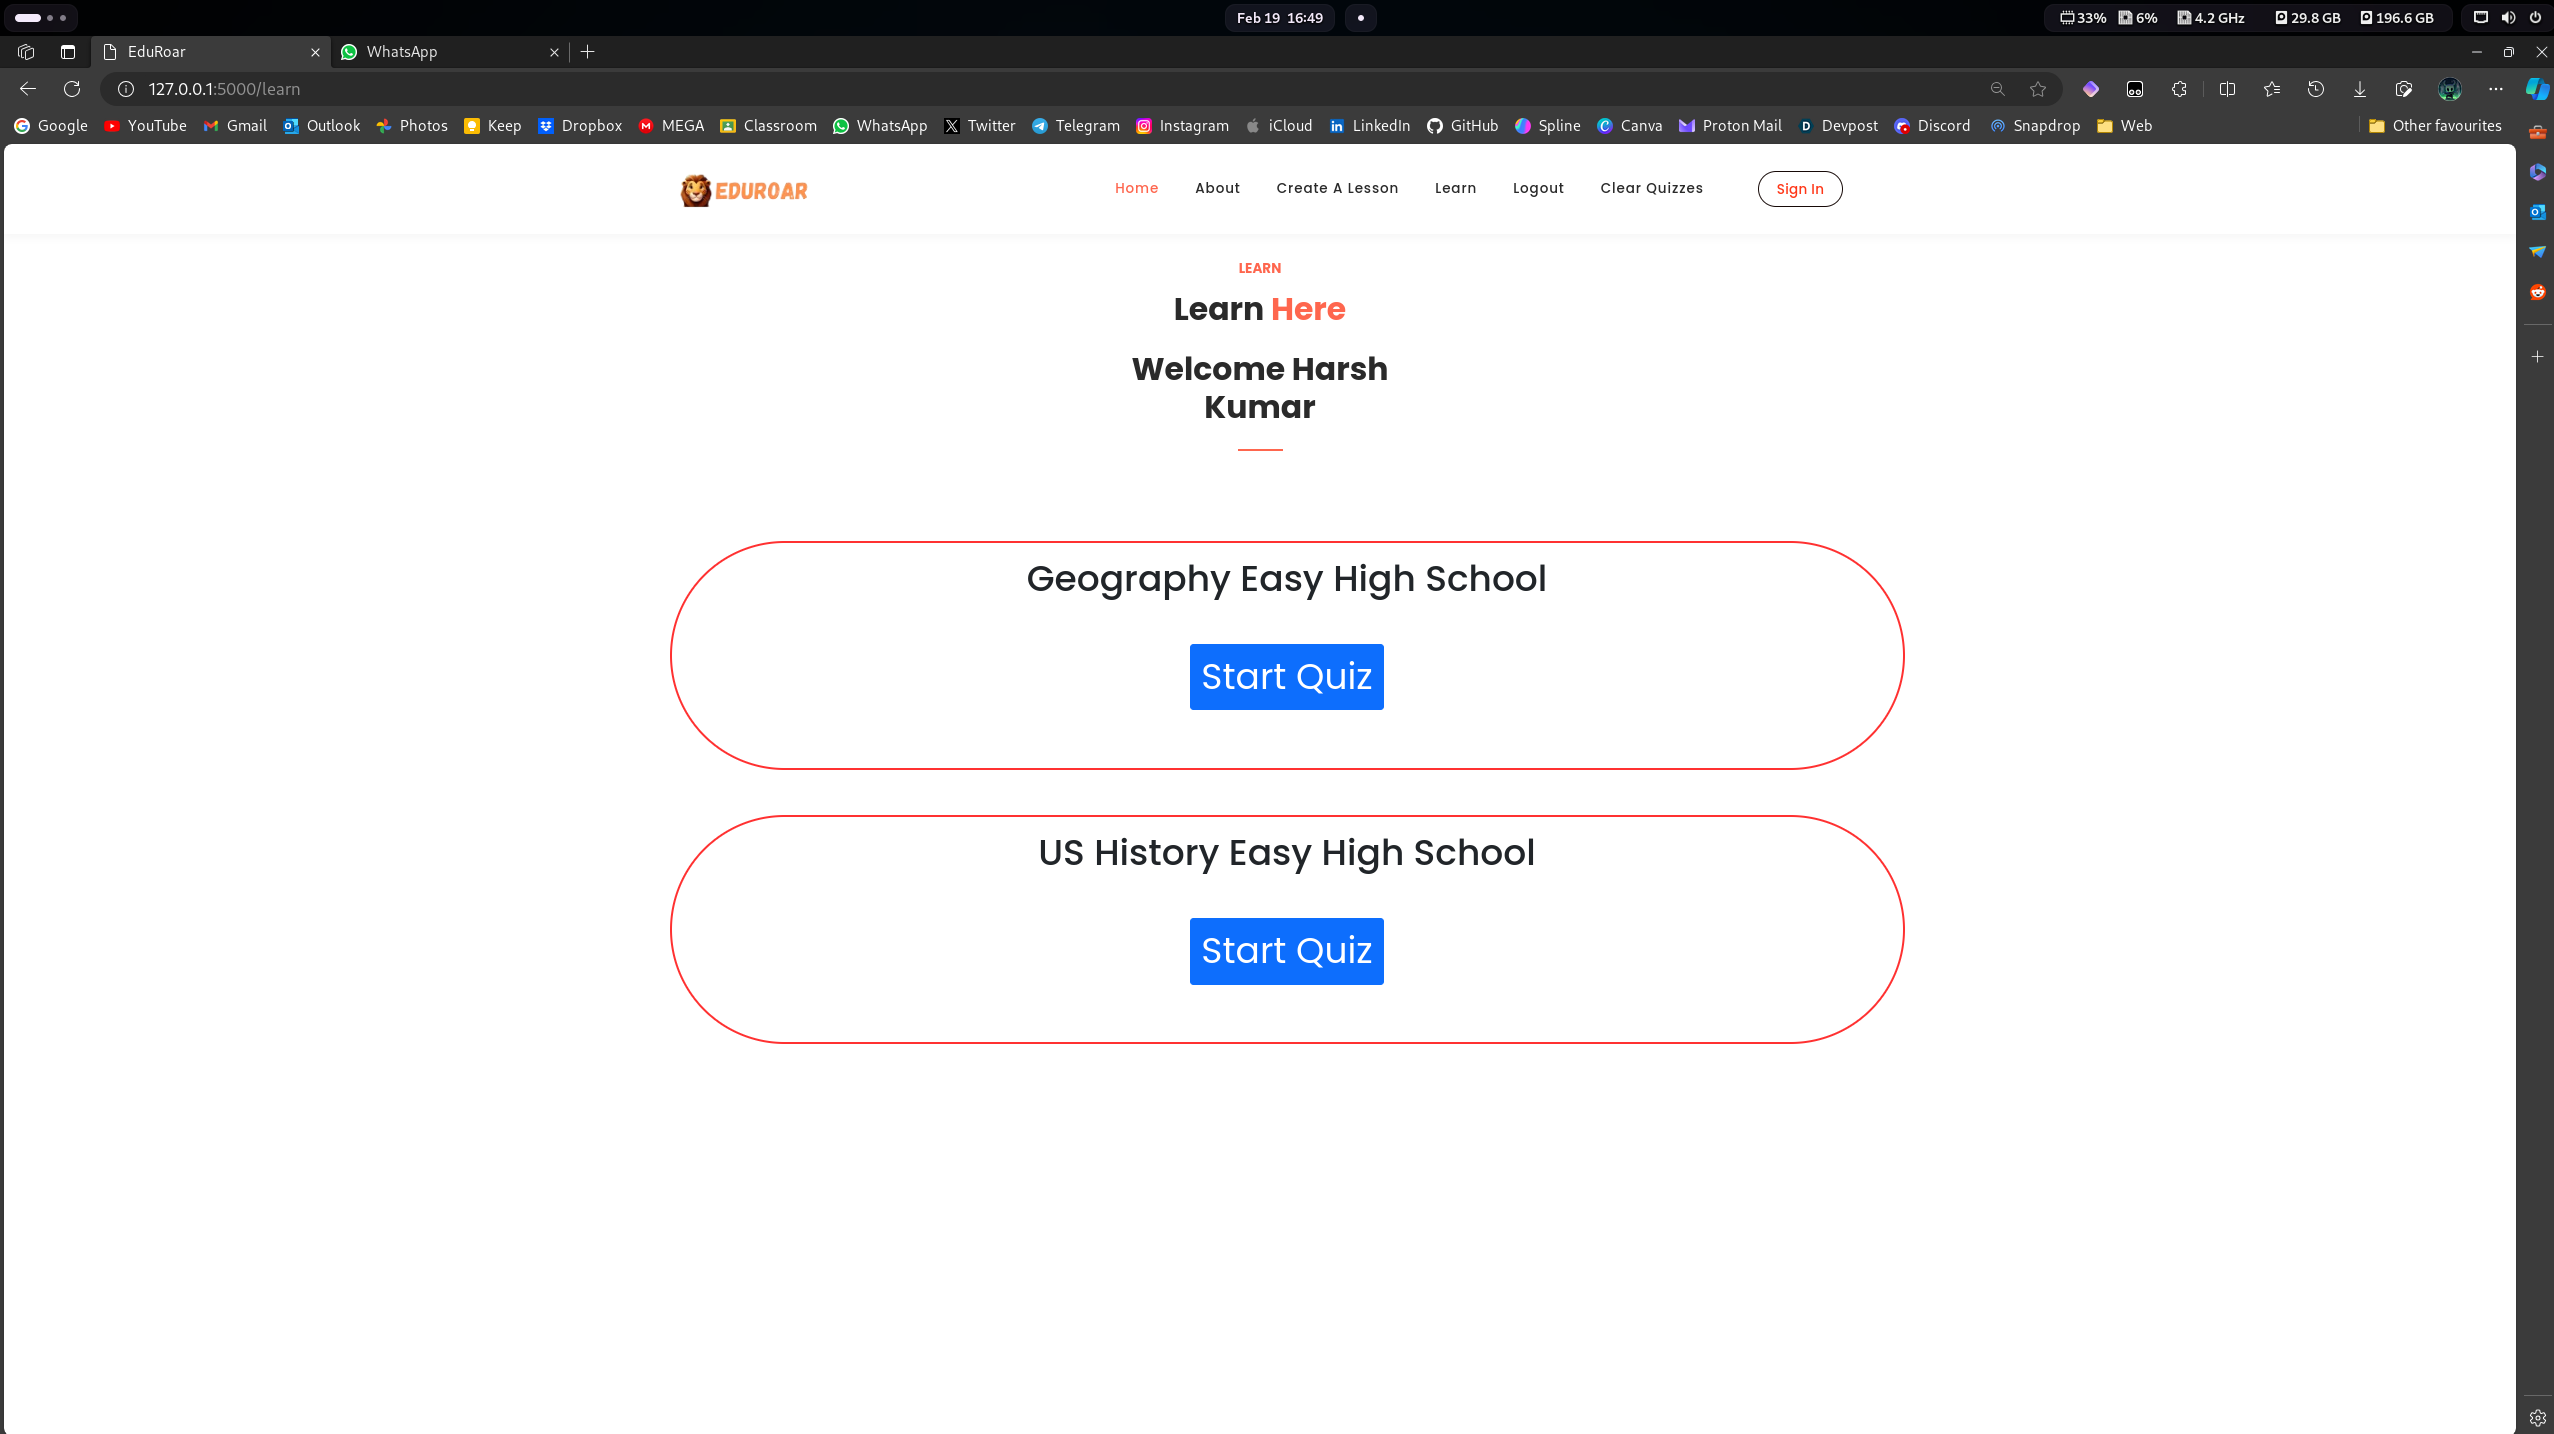 Feb 19 16:49
33% 6% 4.2 GHz 29.8 GB 196.6 GB
EduRoar
WhatsApp
127.0.0.1:5000/learn
Google YouTube Gmail Outlook Photos Keep Dropbox MEGA Classroom WhatsApp Twitter Telegram Instagram iCloud LinkedIn GitHub Spline Canva Proton Mail Devpost Discord Snapdrop Web Other favourites
EDUROAR
Home About Create A Lesson Learn Logout Clear Quizzes Sign In
LEARN
Learn Here
Welcome Harsh
Kumar
Geography Easy High School
Start Quiz
US History Easy High School
Start Quiz